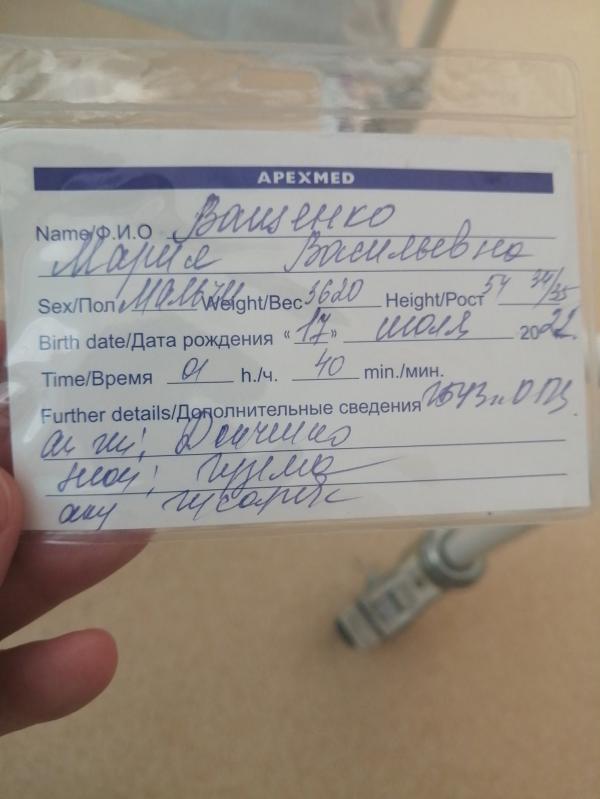 APEXMED
Name/Ф.И.О Ващенко
Мария Васильевна
Sex/Пол мальчик Weight/Вес 3620 Height/Рост 54 34/35
Birth date/Дата рождения «17» июля 2022.
Time/Время 01 h./ч. 40 min./мин.
Further details/Дополнительные сведения